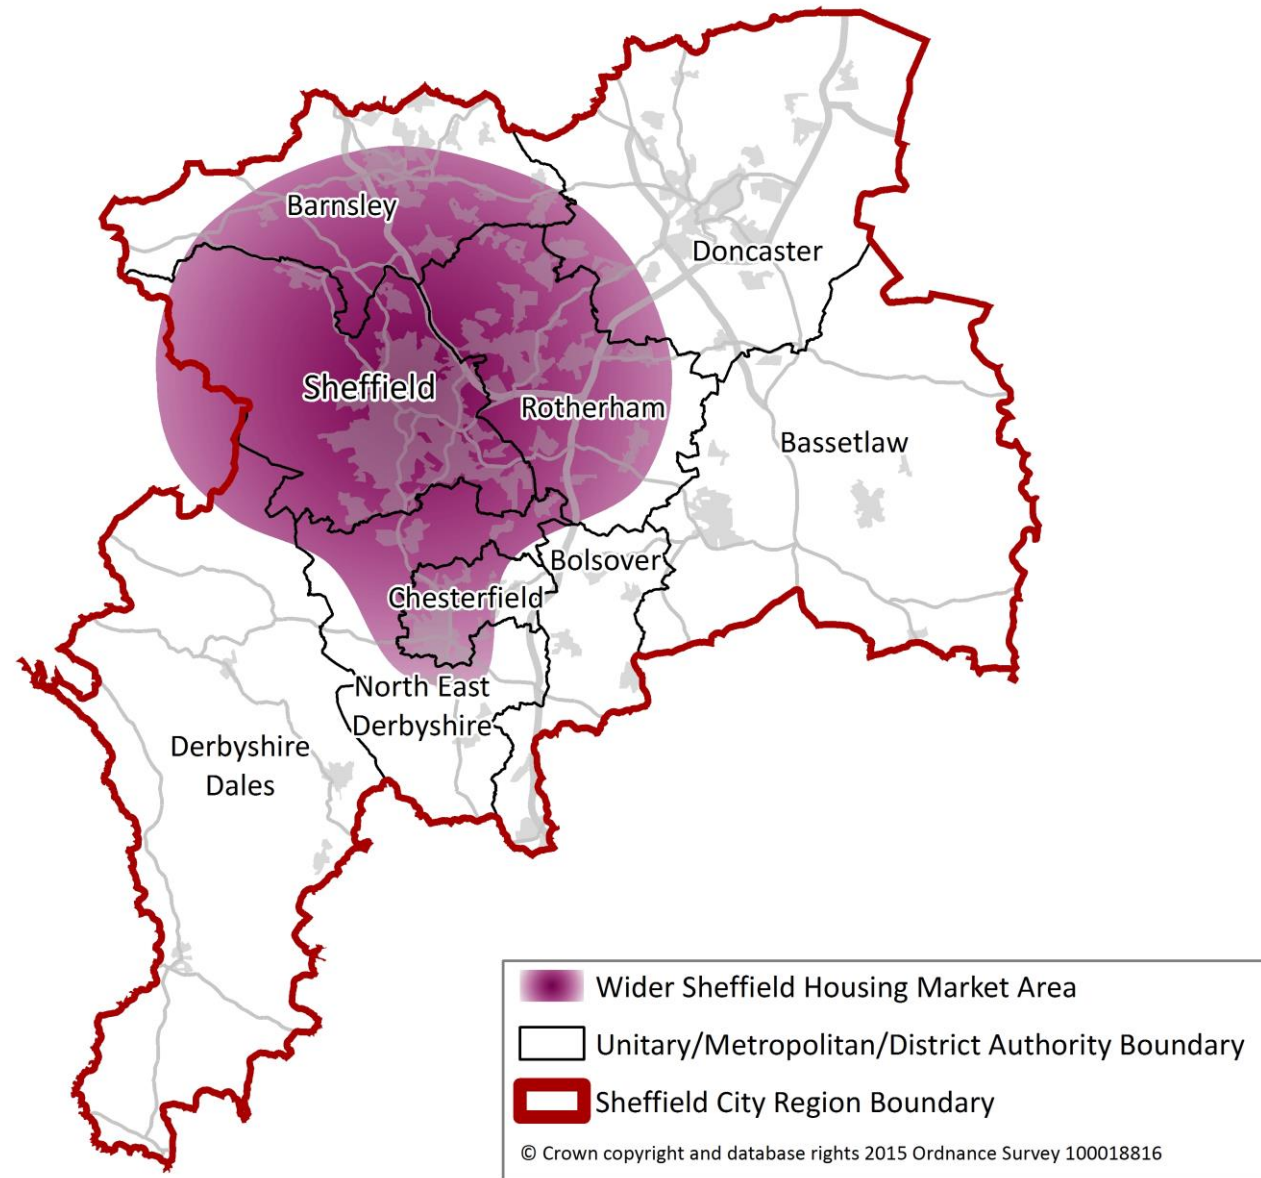 Barnsley
Doncaster
Sheffield
Rotherham
Bassetlaw
Bolsover
Chesterfield
North East
Derbyshire
Derbyshire
Dales
Wider Sheffield Housing Market Area
Unitary/Metropolitan/District Authority Boundary
Sheffield City Region Boundary
© Crown copyright and database rights 2015 Ordnance Survey 100018816